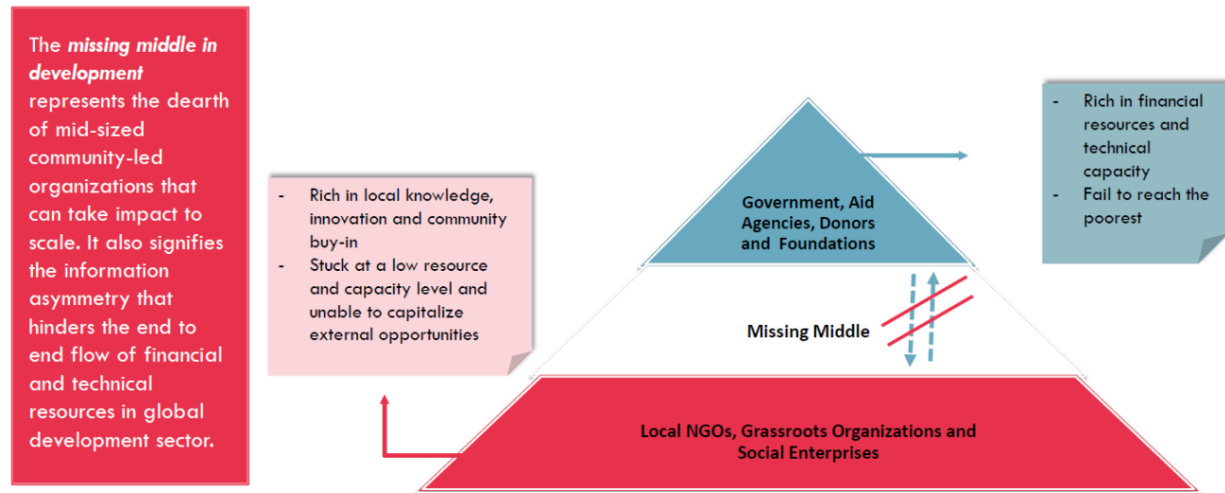 The missing middle in
development
represents the dearth
of mid-sized
community-led
organizations that
can take impact to
scale. It also signifies
the information
asymmetry that
hinders the end to
end flow of financial
and technical
resources in global
development sector.
- Rich in local knowledge,
innovation and community
buy-in
- Stuck at a low resource
and capacity level and
unable to capitalize
external opportunities
Government, Aid
Agencies, Donors
and Foundations
- Rich in financial
resources and
technical
capacity
- Fail to reach the
poorest
Missing Middle
Local NGOs, Grassroots Organizations and
Social Enterprises